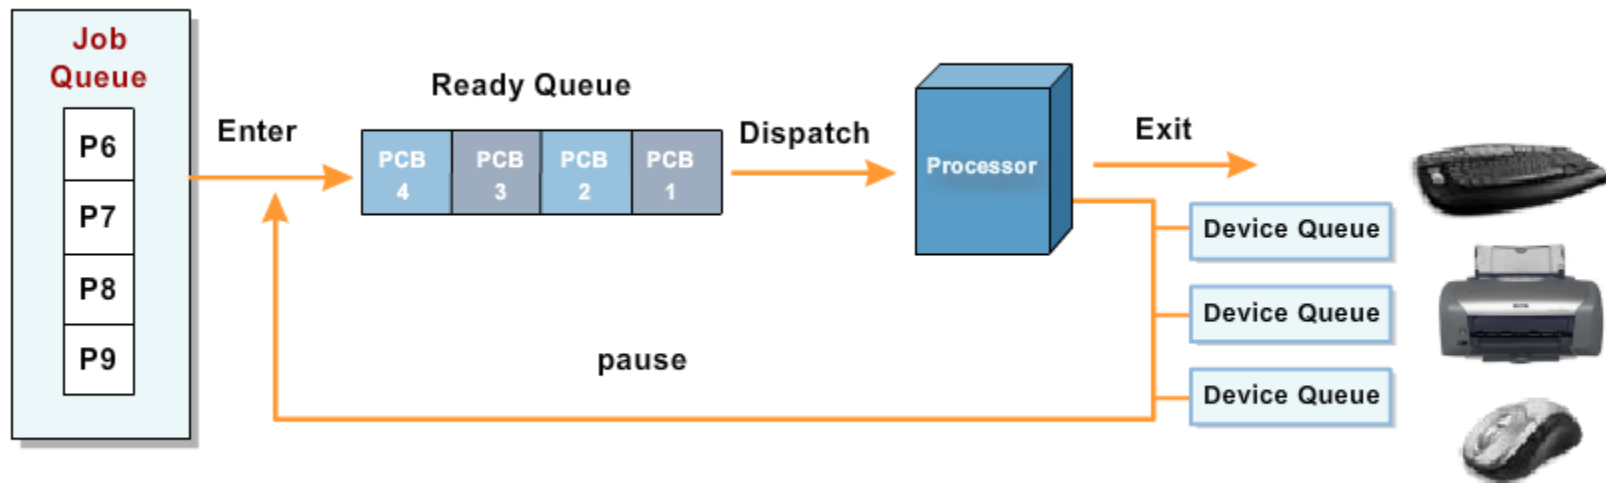 Job
Queue
P6
P7
P8
P9
Enter
Ready Queue
PCB
4
PCB
3
PCB
2
PCB
1
Dispatch
Processor
Exit
Device Queue
Device Queue
Device Queue
pause